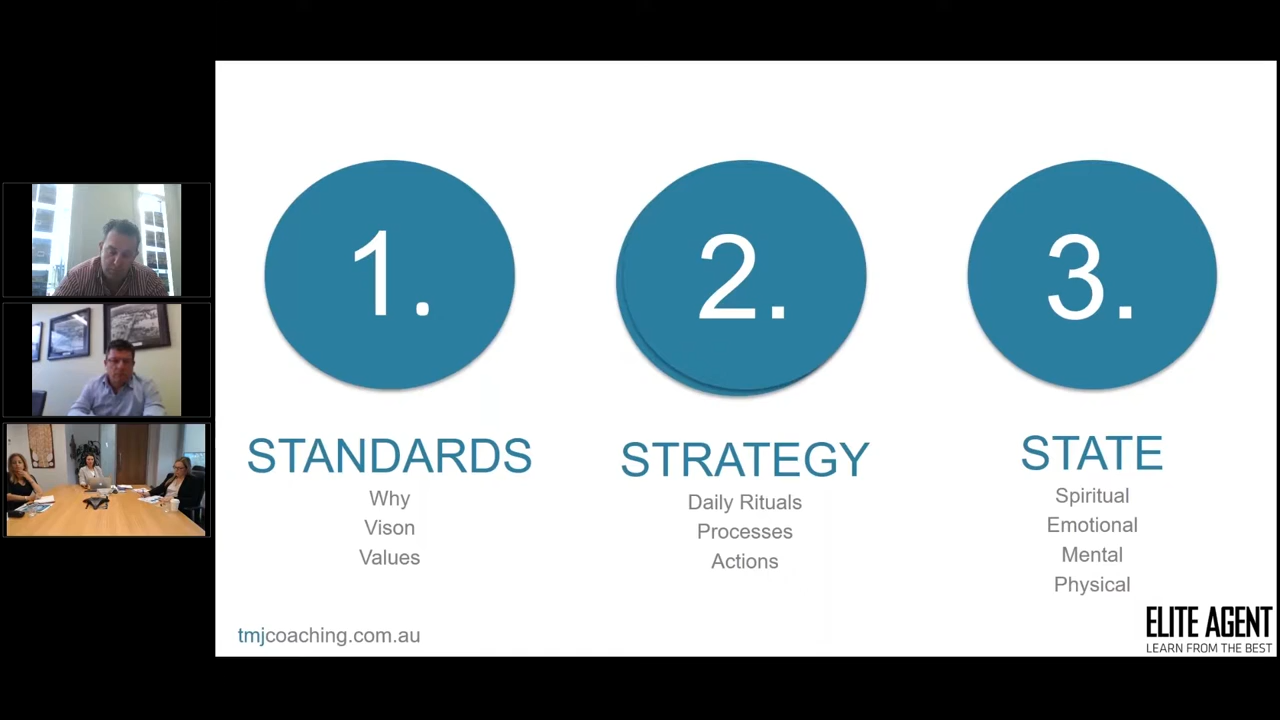 1.
STANDARDS
Why
Vison
Values
2.
STRATEGY
Daily Rituals
Processes
Actions
3.
STATE
Spiritual
Emotional
Mental
Physical
tmjcoaching.com.au
ELITE AGENT
LEARN FROM THE BEST